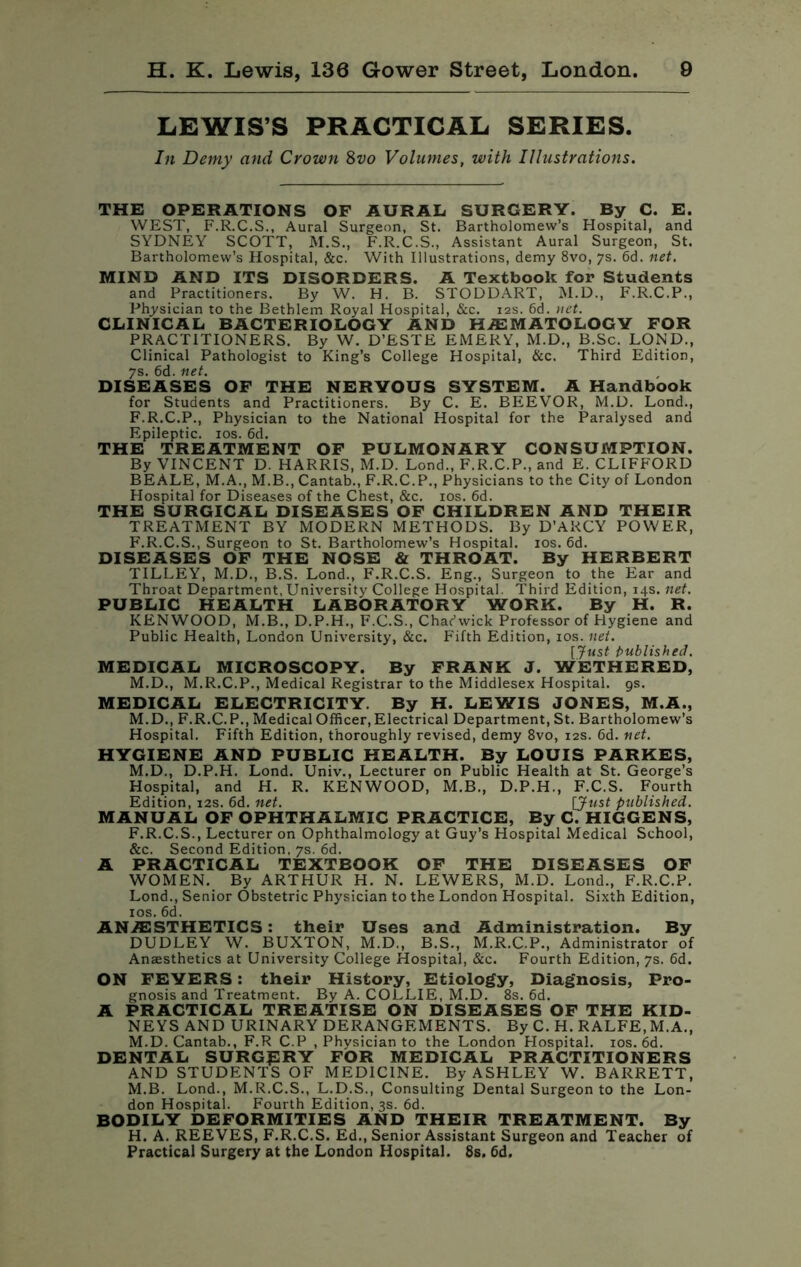 H. K. Lewis, 136 Gower Street, London. 9
LEWIS'S PRACTICAL SERIES.
In Demy and Crown 8vo Volumes, with Illustrations.
THE OPERATIONS OF AURAL SURGERY. By C. E.
WEST, F.R.C.S., Aural Surgeon, St. Bartholomew's Hospital, and
SYDNEY SCOTT, M.S., F.R.C.S., Assistant Aural Surgeon, St.
Bartholomew's Hospital, &c. With Illustrations, demy 8vo, 7s. 6d. net.
MIND AND ITS DISORDERS. A Textbook for Students
and Practitioners. By W. H. B. STODDART, M.D., F.R.C.P.,
Physician to the Bethlem Royal Hospital, &c. 12s. 6d. net.
CLINICAL BACTERIOLOGY AND HÆMATOLOGY FOR
PRACTITIONERS. By W. D'ESTE EMERY, M.D., B.Sc. LOND.,
Clinical Pathologist to King's College Hospital, &c. Third Edition,
7s. 6d. net.
DISEASES OF THE NERVOUS SYSTEM. A Handbook
for Students and Practitioners. By C. E. BEEVOR, M.D. Lond.,
F.R.C.P., Physician to the National Hospital for the Paralysed and
Epileptic. 10s. 6d.
THE TREATMENT OF PULMONARY CONSUMPTION.
By VINCENT D. HARRIS, M.D. Lond., F.R.C.P., and E. CLIFFORD
BEALE, M.A., M.B., Cantab., F.R.C.P., Physicians to the City of London
Hospital for Diseases of the Chest, &c. 10s. 6d.
THE SURGICAL DISEASES OF CHILDREN AND THEIR
TREATMENT BY MODERN METHODS. By D'ARCY POWER,
F.R.C.S., Surgeon to St. Bartholomew's Hospital. 10s. 6d.
DISEASES OF THE NOSE & THROAT. By HERBERT
TILLEY, M.D., B.S. Lond., F.R.C.S. Eng., Surgeon to the Ear and
Throat Department, University College Hospital. Third Edition, 14s. net.
PUBLIC HEALTH LABORATORY WORK. By H. R.
KENWOOD, M.B., D.P.H., F.C.S., Chadwick Professor of Hygiene and
Public Health, London University, &c. Fifth Edition, 10s. net.
[Just published.
MEDICAL MICROSCOPY. By FRANK J. WETHERED,
M.D., M.R.C.P., Medical Registrar to the Middlesex Hospital. 9s.
MEDICAL ELECTRICITY. By H. LEWIS JONES, M.A.,
M.D., F.R.C.P., Medical Officer, Electrical Department, St. Bartholomew's
Hospital. Fifth Edition, thoroughly revised, demy 8vo, 12s. 6d. net.
HYGIENE AND PUBLIC HEALTH. By LOUIS PARKES,
M.D., D.P.H. Lond. Univ., Lecturer on Public Health at St. George's
Hospital, and H. R. KENWOOD, M.B., D.P.H., F.C.S. Fourth
Edition, 12s. 6d. net. [Just published.
MANUAL OF OPHTHALMIC PRACTICE, By C. HIGGENS,
F.R.C.S., Lecturer on Ophthalmology at Guy's Hospital Medical School,
&c. Second Edition, 7s. 6d.
A PRACTICAL TEXTBOOK OF THE DISEASES OF
WOMEN. By ARTHUR H. N. LEWERS, M.D. Lond., F.R.C.P.
Lond., Senior Obstetric Physician to the London Hospital. Sixth Edition,
10s. 6d.
ANÆSTHETICS: their Uses and Administration. By
DUDLEY W. BUXTON, M.D., B.S., M.R.C.P., Administrator of
Anæsthetics at University College Hospital, &c. Fourth Edition, 7s. 6d.
ON FEVERS: their History, Etiology, Diagnosis, Pro-
gnosis and Treatment. By A. COLLIE, M.D. 8s. 6d.
A PRACTICAL TREATISE ON DISEASES OF THE KID-
NEYS AND URINARY DERANGEMENTS. By C. H. RALFE, M.A.,
M.D. Cantab., F.R C.P , Physician to the London Hospital. 10s. 6d.
DENTAL SURGERY FOR MEDICAL PRACTITIONERS
AND STUDENTS OF MEDICINE. By ASHLEY W. BARRETT,
M.B. Lond., M.R.C.S., L.D.S., Consulting Dental Surgeon to the Lon-
don Hospital. Fourth Edition, 3s. 6d.
BODILY DEFORMITIES AND THEIR TREATMENT. By
H. A. REEVES, F.R.C.S. Ed., Senior Assistant Surgeon and Teacher of
Practical Surgery at the London Hospital. 8s. 6d.